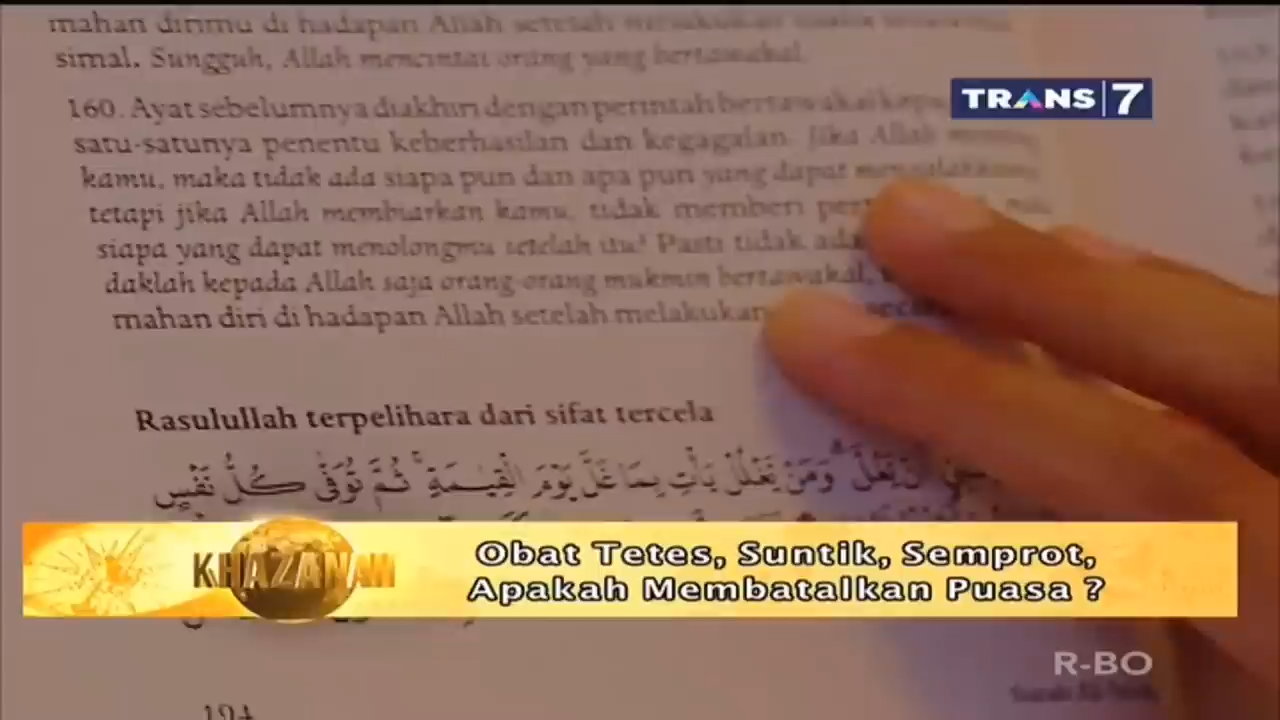 mahan dirimu di hadapan Allah setelah
simal. Sungguh, Allah mencintai orang yang bertawakal.
TRANS|7
160. Ayat sebelumnya diakhiri dengan perintah bertawakal
satu-satunya penentu keberhasilan dan kegagalan. Jika Allah
kamu, maka tidak ada siapa pun dan apa pun yang dapat
tetapi jika Allah membiarkan kamu, tidak memberi
siapa yang dapat menolongmu setelah itu? Pasti tidak ada
daklah kepada Allah saja orang-orang mukmin bertawakal,
mahan diri di hadapan Allah setelah melakukan
Rasulullah terpelihara dari sifat tercela
وَمَنْ يَغْلُلْ يَأْتِ بِمَا غَلَّ يَوْمَ الْقِيٰمَةِ ۚ ثُمَّ تُوَفّٰى كُلُّ نَفْسٍ
KHAZANAH
Obat Tetes, Suntik, Semprot,
Apakah Membatalkan Puasa ?
R-BO
194